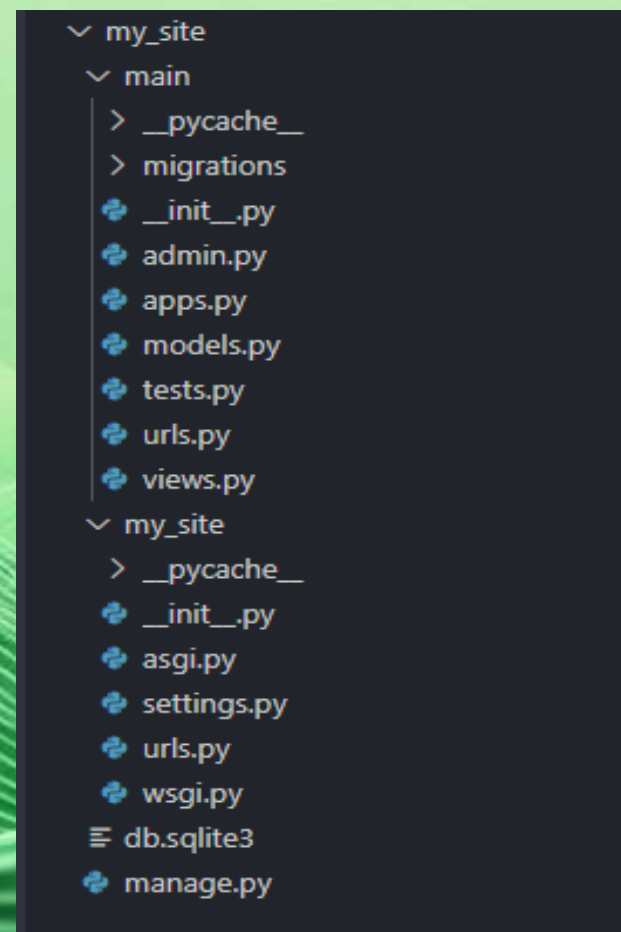 my_site
main
__pycache__
migrations
__init__.py
admin.py
apps.py
models.py
tests.py
urls.py
views.py
my_site
__pycache__
__init__.py
asgi.py
settings.py
urls.py
wsgi.py
db.sqlite3
manage.py